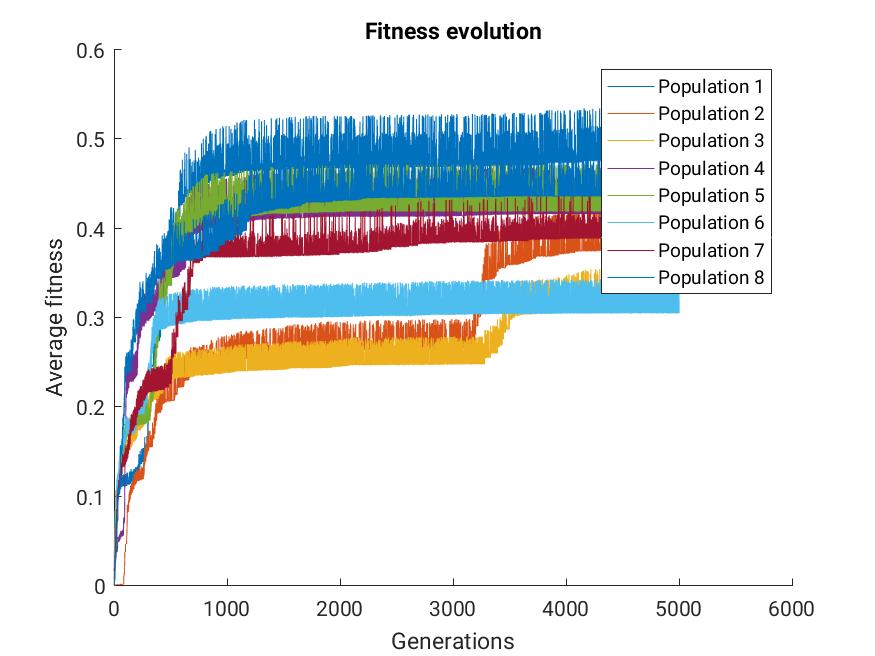 Fitness evolution
0.6
0.5
0.4
0.3
0.2
0.1
0
Average fitness
Population 1
Population 2
Population 3
Population 4
Population 5
Population 6
Population 7
Population 8
0 1000 2000 3000 4000 5000 6000
Generations